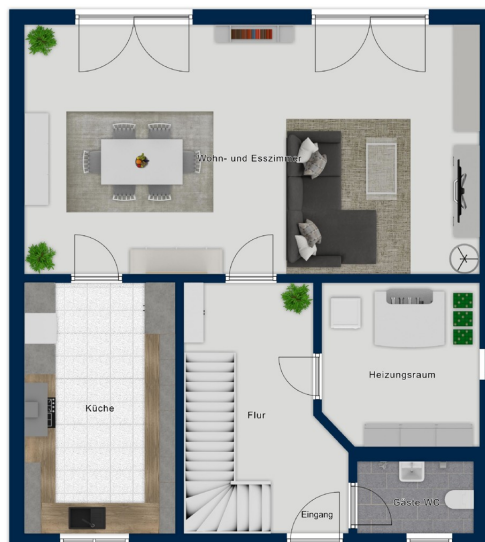 Wohn- und Esszimmer
Heizungsraum
Küche
Flur
Gäste-WC
Eingang